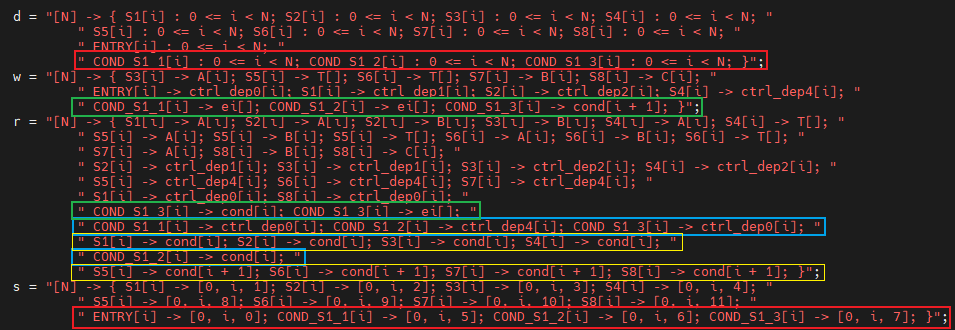 d = "[N] -> { S1[i] : 0 <= i < N; S2[i] : 0 <= i < N; S3[i] : 0 <= i < N; S4[i] : 0 <= i < N; "
" S5[i] : 0 <= i < N; S6[i] : 0 <= i < N; S7[i] : 0 <= i < N; S8[i] : 0 <= i < N; "
" ENTRY[i] : 0 <= i < N; "
" COND_S1_1[i] : 0 <= i < N; COND_S1_2[i] : 0 <= i < N; COND_S1_3[i] : 0 <= i < N; }";
w = "[N] -> { S3[i] -> A[i]; S5[i] -> T[]; S6[i] -> T[]; S7[i] -> B[i]; S8[i] -> C[i]; "
" ENTRY[i] -> ctrl_dep0[i]; S1[i] -> ctrl_dep1[i]; S2[i] -> ctrl_dep2[i]; S4[i] -> ctrl_dep4[i]; "
" COND_S1_1[i] -> ei[]; COND_S1_2[i] -> ei[]; COND_S1_3[i] -> cond[i + 1]; }";
r = "[N] -> { S1[i] -> A[i]; S2[i] -> A[i]; S2[i] -> B[i]; S3[i] -> B[i]; S4[i] -> A[i]; S4[i] -> T[]; "
" S5[i] -> A[i]; S5[i] -> B[i]; S5[i] -> T[]; S6[i] -> A[i]; S6[i] -> B[i]; S6[i] -> T[]; "
" S7[i] -> A[i]; S8[i] -> B[i]; S8[i] -> C[i]; "
" S2[i] -> ctrl_dep1[i]; S3[i] -> ctrl_dep1[i]; S3[i] -> ctrl_dep2[i]; S4[i] -> ctrl_dep2[i]; "
" S5[i] -> ctrl_dep4[i]; S6[i] -> ctrl_dep4[i]; S7[i] -> ctrl_dep4[i]; "
" S1[i] -> ctrl_dep0[i]; S8[i] -> ctrl_dep0[i]; "
" COND_S1_3[i] -> cond[i]; COND_S1_3[i] -> ei[]; "
" COND_S1_1[i] -> ctrl_dep0[i]; COND_S1_2[i] -> ctrl_dep4[i]; COND_S1_3[i] -> ctrl_dep0[i]; "
" S1[i] -> cond[i]; S2[i] -> cond[i]; S3[i] -> cond[i]; S4[i] -> cond[i]; "
" COND_S1_2[i] -> cond[i]; "
" S5[i] -> cond[i + 1]; S6[i] -> cond[i + 1]; S7[i] -> cond[i + 1]; S8[i] -> cond[i + 1]; }";
s = "[N] -> { S1[i] -> [0, i, 1]; S2[i] -> [0, i, 2]; S3[i] -> [0, i, 3]; S4[i] -> [0, i, 4]; "
" S5[i] -> [0, i, 8]; S6[i] -> [0, i, 9]; S7[i] -> [0, i, 10]; S8[i] -> [0, i, 11]; "
" ENTRY[i] -> [0, i, 0]; COND_S1_1[i] -> [0, i, 5]; COND_S1_2[i] -> [0, i, 6]; COND_S1_3[i] -> [0, i, 7]; }";